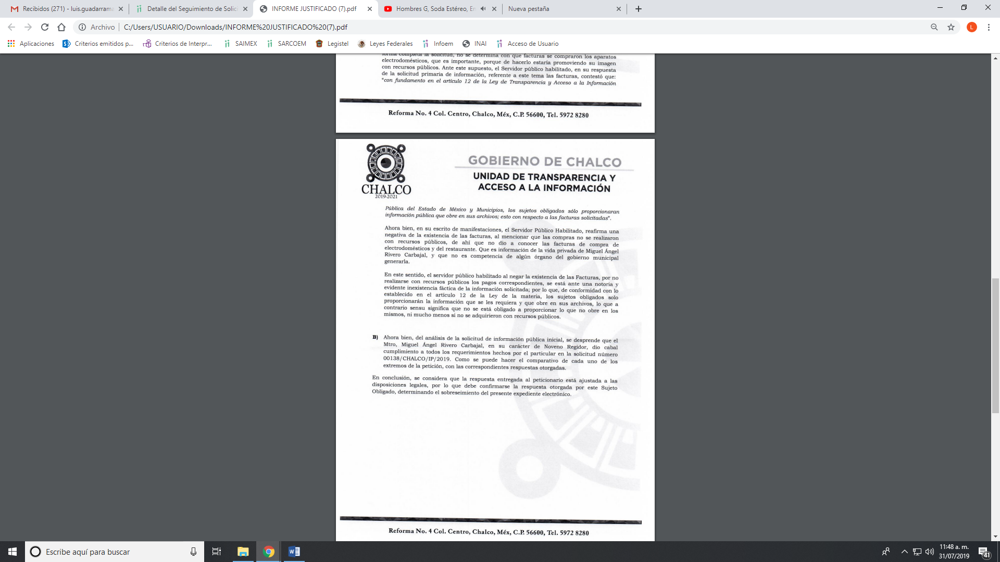 Recibidos (271) - luis.guadarrama
Detalle del Seguimiento de Solici
INFORME JUSTIFICADO (7).pdf
Hombres G, Soda Estéreo, En
Nueva pestaña
Archivo
C:/Users/USUARIO/Downloads/INFORME%20JUSTIFICADO%20(7).pdf
L
Aplicaciones
Criterios emitidos p...
Criterios de Interpr...
SAIMEX
SARCOEM
Legistel
Leyes Federales
Infoem
INAI
Acceso de Usuario
forma completa la solicitud, no se determina con que facturas se compraron los aparatos
electrodomésticos, que es importante, porque de hacerlo estaría promoviendo su imagen
con recursos públicos. Ante este supuesto, el Servidor público habilitado, en su respuesta
de la solicitud primaria de información, referente a este tema las facturas, contestó que:
"con fundamento en el artículo 12 de la Ley de Transparencia y Acceso a la Información
Reforma No. 4 Col. Centro, Chalco, Méx, C.P. 56600, Tel. 5972 8280
CHALCO
2019-2021
GOBIERNO DE CHALCO
UNIDAD DE TRANSPARENCIA Y
ACCESO A LA INFORMACIÓN
Pública del Estado de México y Municipios, los sujetos obligados sólo proporcionaran
información pública que obre en sus archivos; esto con respecto a las facturas solicitadas".
Ahora bien, en su escrito de manifestaciones, el Servidor Público Habilitado, reafirma una
negativa de la existencia de las facturas, al mencionar que las compras no se realizaron
con recursos públicos, de ahí que no dio a conocer las facturas de compra de
electrodomésticos y del restaurante. Que es información de la vida privada de Miguel Ángel
Rivero Carbajal, y que no es competencia de algún órgano del gobierno municipal
generarla.
En este sentido, el servidor público habilitado al negar la existencia de las Facturas, por no
realizarse con recursos públicos los pagos correspondientes, se está ante una notoria y
evidente inexistencia fáctica de la información solicitada; por lo que, de conformidad con lo
establecido en el artículo 12 de la Ley de la materia, los sujetos obligados solo
proporcionarán la información que se les requiera y que obre en sus archivos, lo que a
contrario sensu significa que no se está obligado a proporcionar lo que no obre en los
mismos, ni mucho menos si no se adquirieron con recursos públicos.
B) Ahora bien, del análisis de la solicitud de información pública inicial, se desprende que el
Mtro, Miguel Ángel Rivero Carbajal, en su carácter de Noveno Regidor, dio cabal
cumplimiento a todos los requerimientos hechos por el particular en la solicitud número
00138/CHALCO/IP/2019. Como se puede hacer el comparativo de cada uno de los
extremos de la petición, con las correspondientes respuestas otorgadas.
En conclusión, se considera que la respuesta entregada al peticionario está ajustada a las
disposiciones legales, por lo que debe confirmarse la respuesta otorgada por este Sujeto
Obligado, determinando el sobreseimiento del presente expediente electrónico.
Reforma No. 4 Col. Centro, Chalco, Méx, C.P. 56600, Tel. 5972 8280
Escribe aquí para buscar
11:48 a. m.
31/07/2019
41